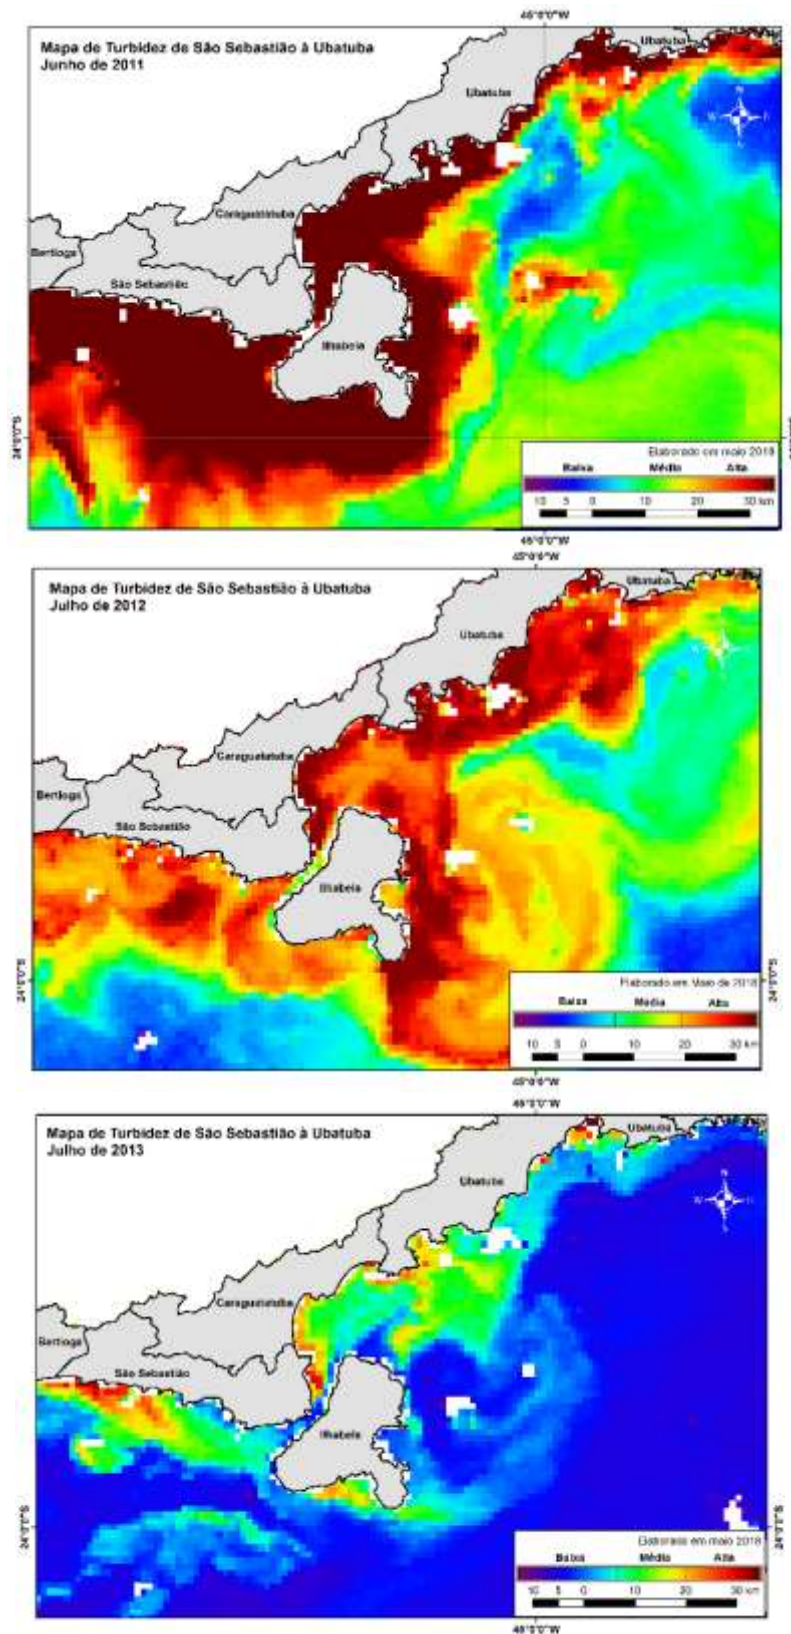 45°0'0"W
Mapa de Turbidez de São Sebastião à Ubatuba
Junho de 2011
Ubatuba
Ubatuba
N
Caraguatatuba
Bertioga
São Sebastião
Ilhabela
24°0'0"S
Elaborado em maio 2018
Baixa Média Alta
10 5 0 10 20 30 km
45°0'0"W
45°0'0"W
Mapa de Turbidez de São Sebastião à Ubatuba
Julho de 2012
Ubatuba
Ubatuba
Caraguatatuba
Bertioga
São Sebastião
Ilhabela
24°0'0"S
24°0'0"S
Elaborado em Maio de 2018
Baixa Média Alta
10 5 0 10 20 30 km
45°0'0"W
45°0'0"W
Mapa de Turbidez de São Sebastião à Ubatuba
Julho de 2013
Ubatuba
Ubatuba
N
Caraguatatuba
Bertioga
São Sebastião
Ilhabela
24°0'0"S
24°0'0"S
Elaborado em maio 2018
Baixa Média Alta
10 5 0 10 20 30 km
45°0'0"W